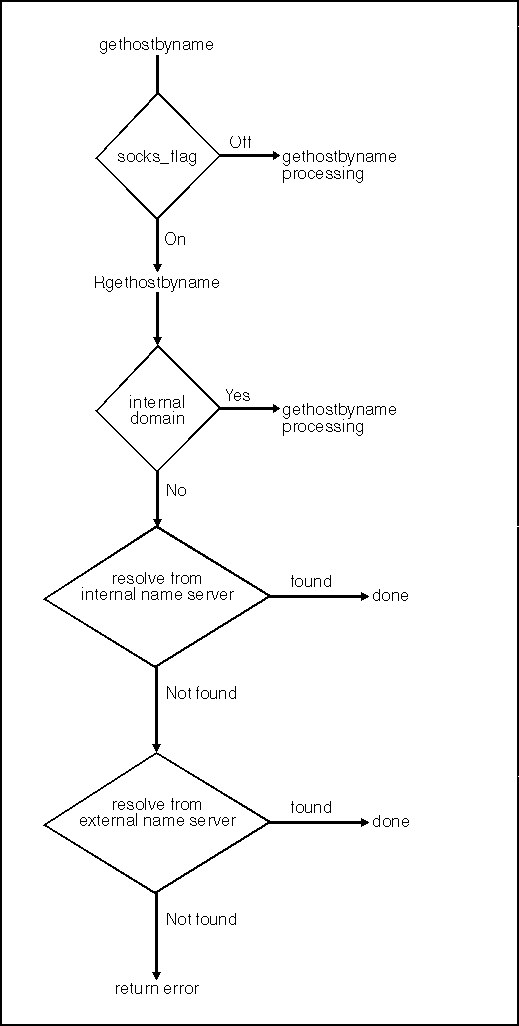 gethostbyname
socks_flag
Off
gethostbyname
processing
On
Rgethostbyname
internal
domain
Yes
gethostbyname
processing
No
resolve from
internal name server
found
done
Not found
resolve from
external name server
found
done
Not found
return error